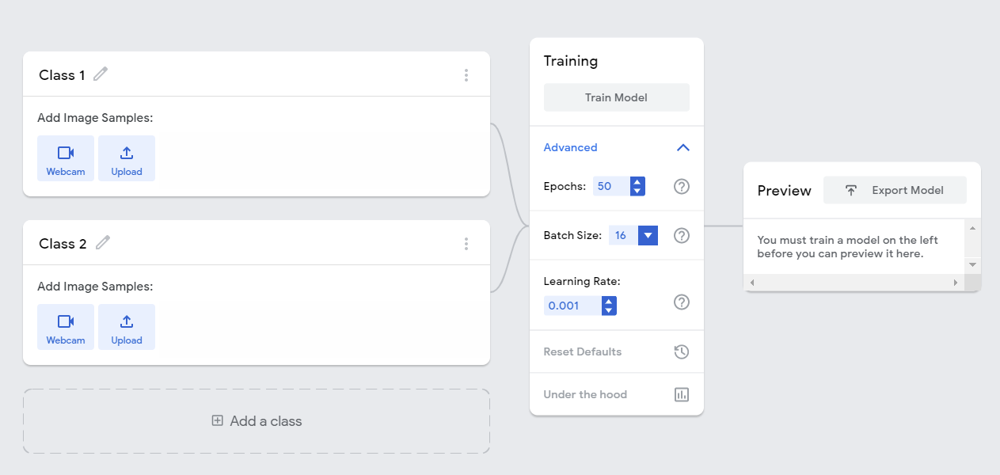 Class 1
Add Image Samples:
Webcam
Upload
Class 2
Add Image Samples:
Webcam
Upload
Add a class
Training
Train Model
Advanced
Epochs: 50
Batch Size: 16
Learning Rate:
0.001
Reset Defaults
Under the hood
Preview
Export Model
You must train a model on the left
before you can preview it here.